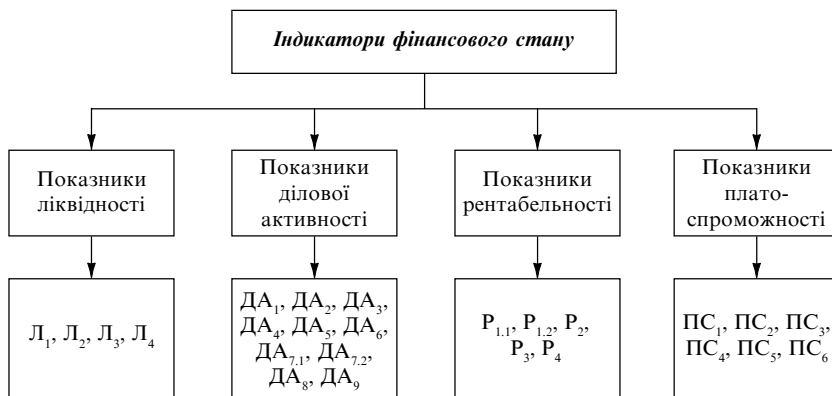 Індикатори фінансового стану
Показники
ліквідності
Показники
ділової
активності
Показники
рентабельності
Показники
плато-
спроможності
Л₁, Л₂, Л₃, Л₄
ДА₁, ДА₂, ДА₃,
ДА₄, ДА₅, ДА₆,
ДА₇.₁, ДА₇.₂,
ДА₈, ДА₉
Р₁.₁, Р₁.₂, Р₂,
Р₃, Р₄
ПС₁, ПС₂, ПС₃,
ПС₄, ПС₅, ПС₆